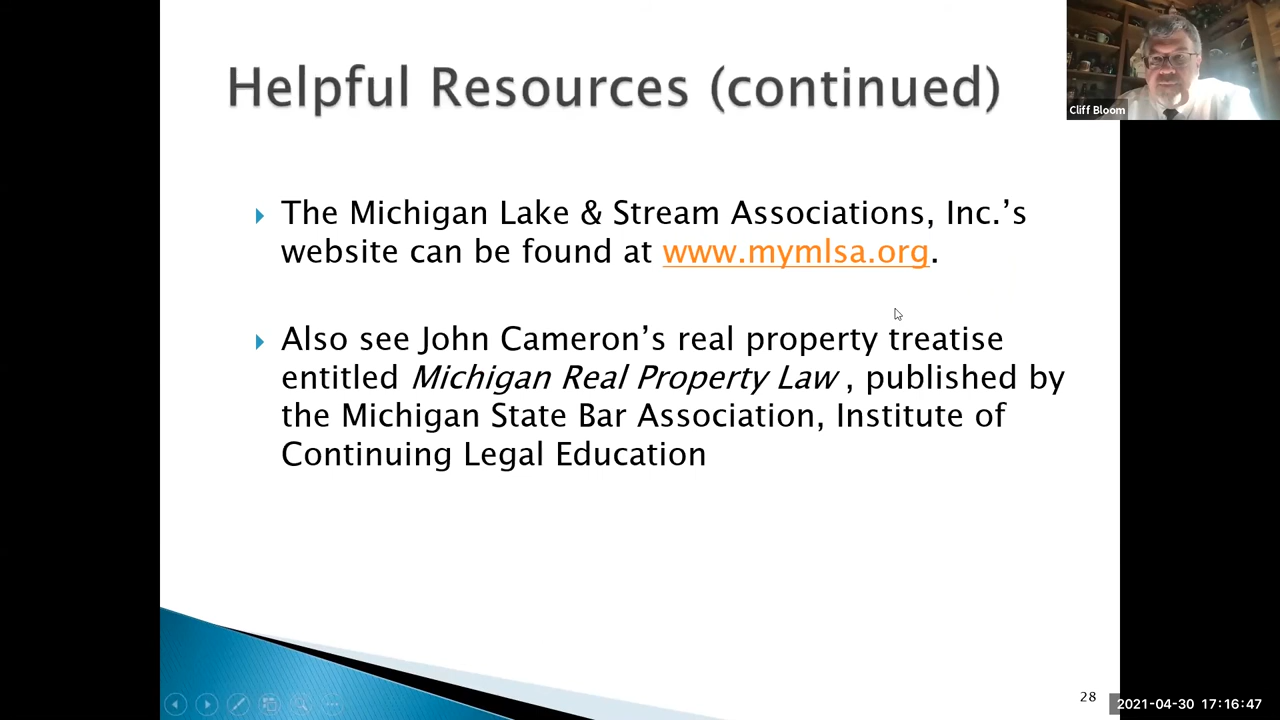 Helpful Resources (continued)
Cliff Bloom
The Michigan Lake & Stream Associations, Inc.’s
website can be found at www.mymlsa.org.
Also see John Cameron’s real property treatise
entitled Michigan Real Property Law , published by
the Michigan State Bar Association, Institute of
Continuing Legal Education
28
2021-04-30 17:16:47